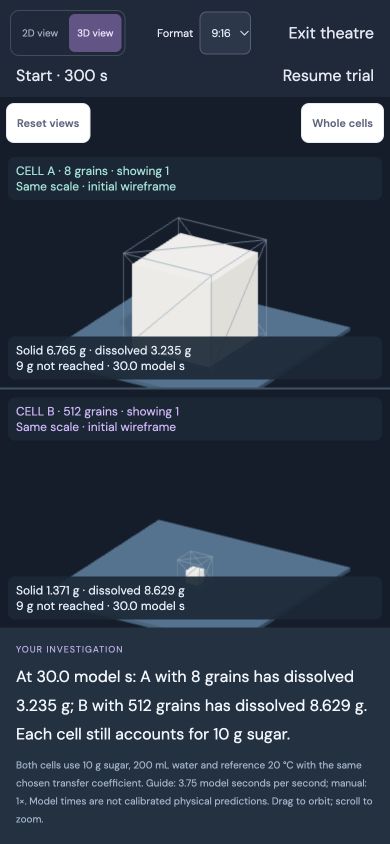 2D view 3D view Format 9:16 Exit theatre
Start · 300 s Resume trial
Reset views Whole cells
CELL A · 8 grains · showing 1
Same scale · initial wireframe
Solid 6.765 g · dissolved 3.235 g
9 g not reached · 30.0 model s
CELL B · 512 grains · showing 1
Same scale · initial wireframe
Solid 1.371 g · dissolved 8.629 g
9 g not reached · 30.0 model s
YOUR INVESTIGATION
At 30.0 model s: A with 8 grains has dissolved
3.235 g; B with 512 grains has dissolved 8.629 g.
Each cell still accounts for 10 g sugar.
Both cells use 10 g sugar, 200 mL water and reference 20 °C with the same
chosen transfer coefficient. Guide: 3.75 model seconds per second; manual:
1×. Model times are not calibrated physical predictions. Drag to orbit; scroll to
zoom.